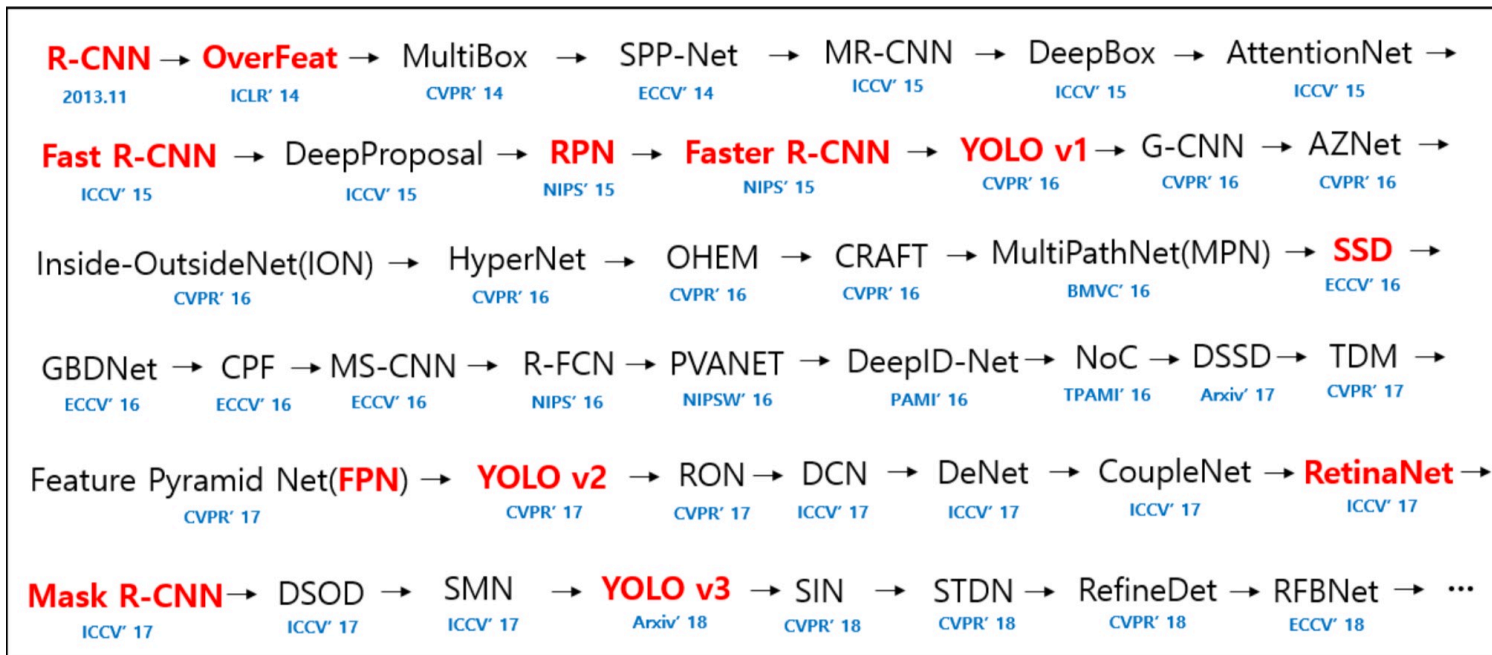 R-CNN → OverFeat → MultiBox → SPP-Net → MR-CNN → DeepBox → AttentionNet →
2013.11 ICLR' 14 CVPR' 14 ECCV' 14 ICCV' 15 ICCV' 15 ICCV' 15
Fast R-CNN → DeepProposal → RPN → Faster R-CNN → YOLO v1 → G-CNN → AZNet →
ICCV' 15 ICCV' 15 NIPS' 15 NIPS' 15 CVPR' 16 CVPR' 16 CVPR' 16
Inside-OutsideNet(ION) → HyperNet → OHEM → CRAFT → MultiPathNet(MPN) → SSD →
CVPR' 16 CVPR' 16 CVPR' 16 CVPR' 16 BMVC' 16 ECCV' 16
GBDNet → CPF → MS-CNN → R-FCN → PVANET → DeepID-Net → NoC → DSSD → TDM →
ECCV' 16 ECCV' 16 ECCV' 16 NIPS' 16 NIPSW' 16 PAMI' 16 TPAMI' 16 Arxiv' 17 CVPR' 17
Feature Pyramid Net(FPN) → YOLO v2 → RON → DCN → DeNet → CoupleNet → RetinaNet →
CVPR' 17 CVPR' 17 CVPR' 17 ICCV' 17 ICCV' 17 ICCV' 17 ICCV' 17
Mask R-CNN → DSOD → SMN → YOLO v3 → SIN → STDN → RefineDet → RFBNet → ···
ICCV' 17 ICCV' 17 ICCV' 17 Arxiv' 18 CVPR' 18 CVPR' 18 CVPR' 18 ECCV' 18